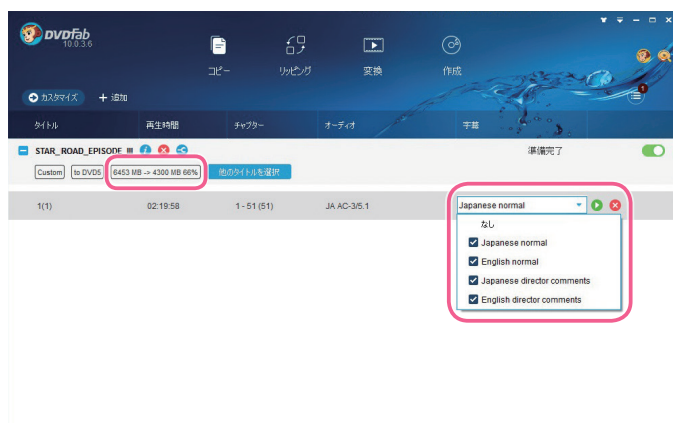 DVDFab
10.0.3.6
コピー リッピング 変換 作成
カスタマイズ + 追加
1
タイトル 再生時間 チャプター オーディオ 字幕
STAR_ROAD_EPISODE_III 準備完了
Custom to DVD5 6453 MB -> 4300 MB 66% 他のタイトルを選択
1(1) 02:19:58 1 - 51 (51) JA AC-3/5.1 Japanese normal
なし
Japanese normal
English normal
Japanese director comments
English director comments